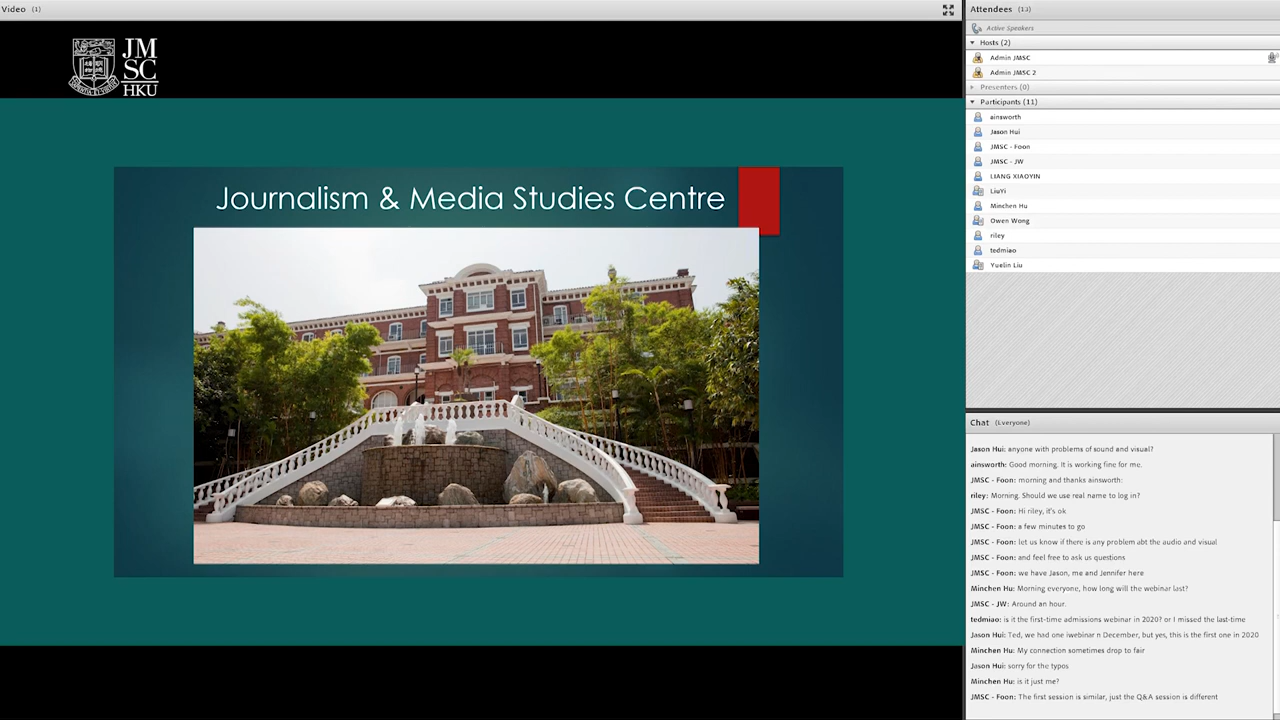 Video (1)
JM
SC
HKU
Journalism & Media Studies Centre
Attendees (13)
Active Speakers
Hosts (2)
Admin JMSC
Admin JMSC 2
Presenters (0)
Participants (11)
ainsworth
Jason Hui
JMSC - Foon
JMSC - JW
LIANG XIAOYIN
LiuYi
Minchen Hu
Owen Wong
riley
tedmiao
Yuelin Liu
Chat (Everyone)
Jason Hui: anyone with problems of sound and visual?
ainsworth: Good morning. It is working fine for me.
JMSC - Foon: morning and thanks ainsworth:
riley: Morning. Should we use real name to log in?
JMSC - Foon: Hi riley, it's ok
JMSC - Foon: a few minutes to go
JMSC - Foon: let us know if there is any problem abt the audio and visual
JMSC - Foon: and feel free to ask us questions
JMSC - Foon: we have Jason, me and Jennifer here
Minchen Hu: Morning everyone, how long will the webinar last?
JMSC - JW: Around an hour.
tedmiao: is it the first-time admissions webinar in 2020? or I missed the last-time
Jason Hui: Ted, we had one iwebinar n December, but yes, this is the first one in 2020
Minchen Hu: My connection sometimes drop to fair
Jason Hui: sorry for the typos
Minchen Hu: is it just me?
JMSC - Foon: The first session is similar, just the Q&A session is different